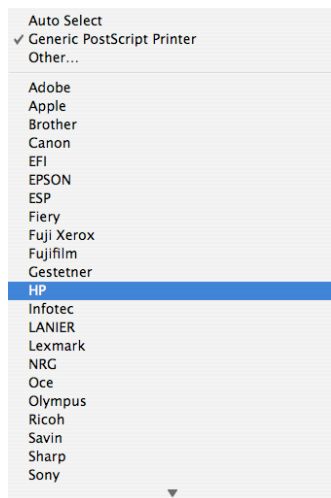 Auto Select
✓ Generic PostScript Printer
Other...
Adobe
Apple
Brother
Canon
EFI
EPSON
ESP
Fiery
Fuji Xerox
Fujifilm
Gestetner
HP
Infotec
LANIER
Lexmark
NRG
Oce
Olympus
Ricoh
Savin
Sharp
Sony